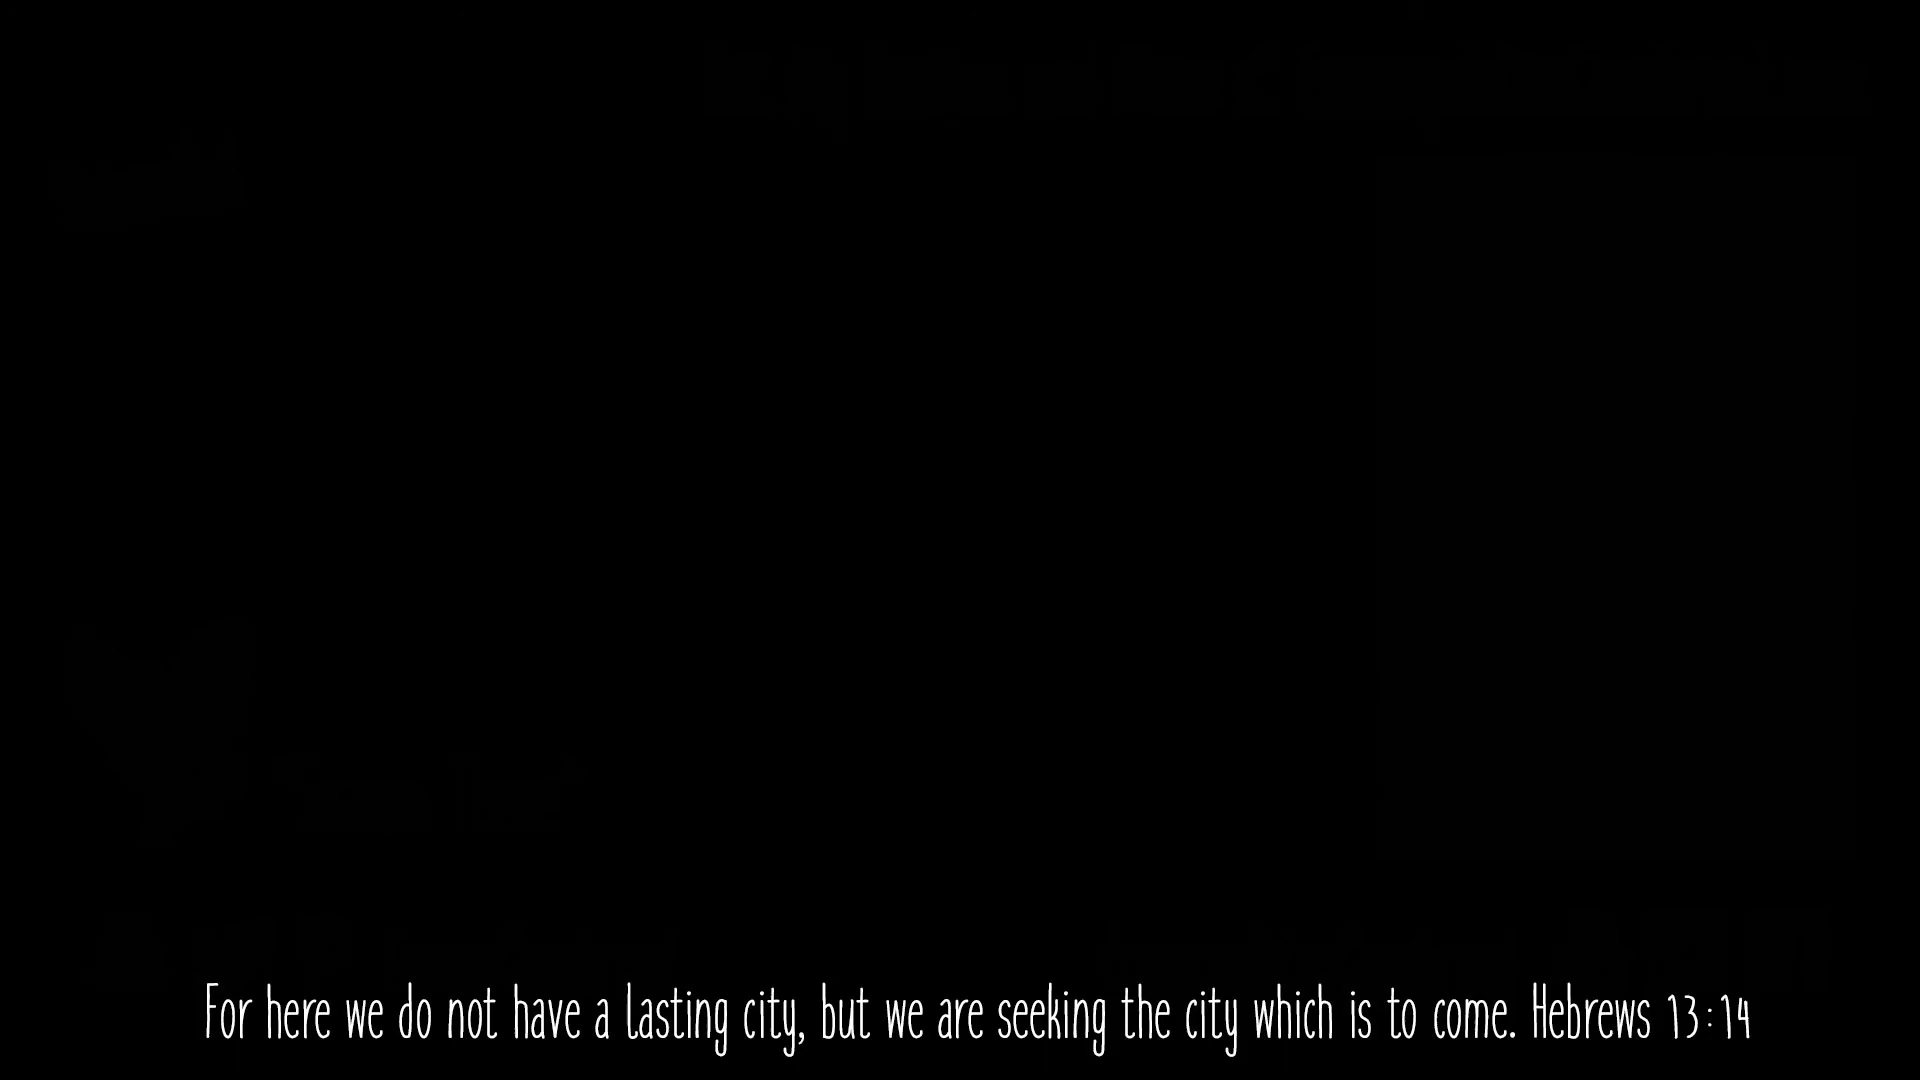 For here we do not have a lasting city, but we are seeking the city which is to come. Hebrews 13:14